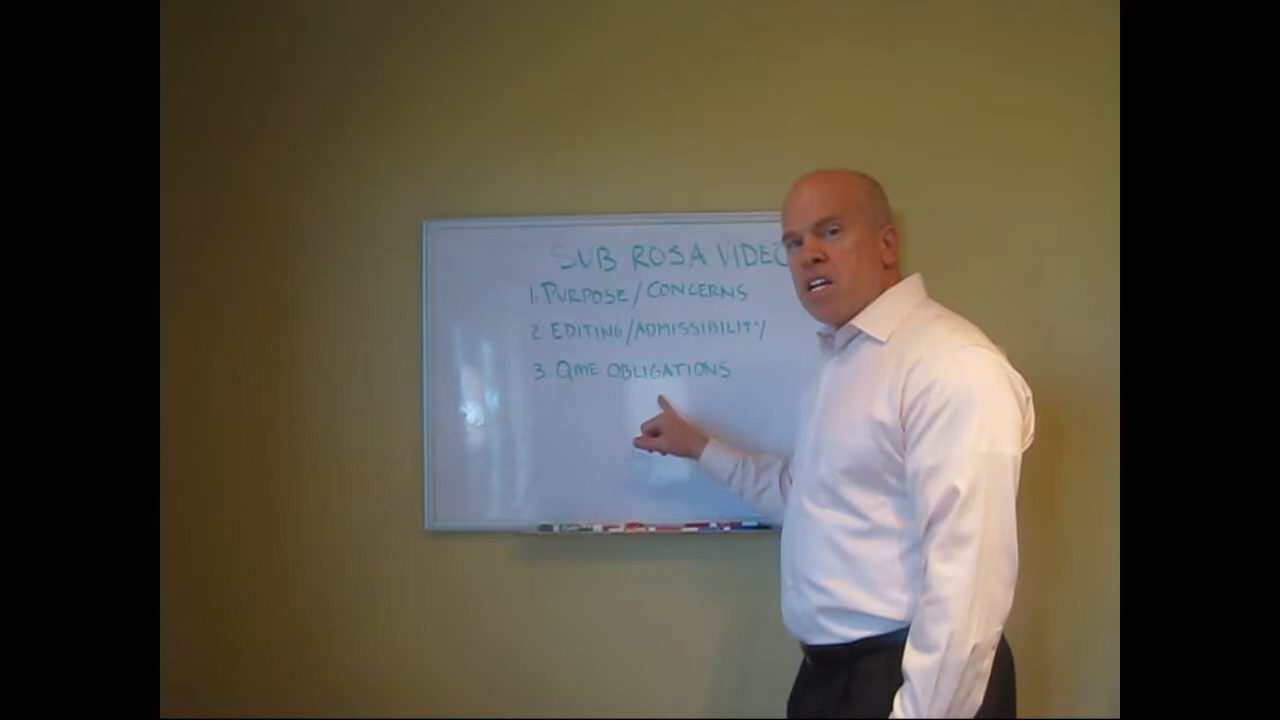 SUB ROSA VIDEO
1. PURPOSE/CONCERNS
2. EDITING/ADMISSIBILITY
3. QME OBLIGATIONS